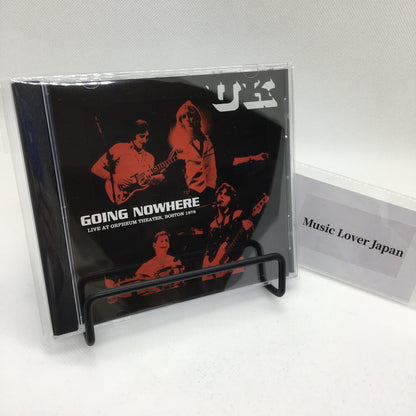 UK
GOING NOWHERE
LIVE AT ORPHEUM THEATER, BOSTON 1978
Music Lover Japan